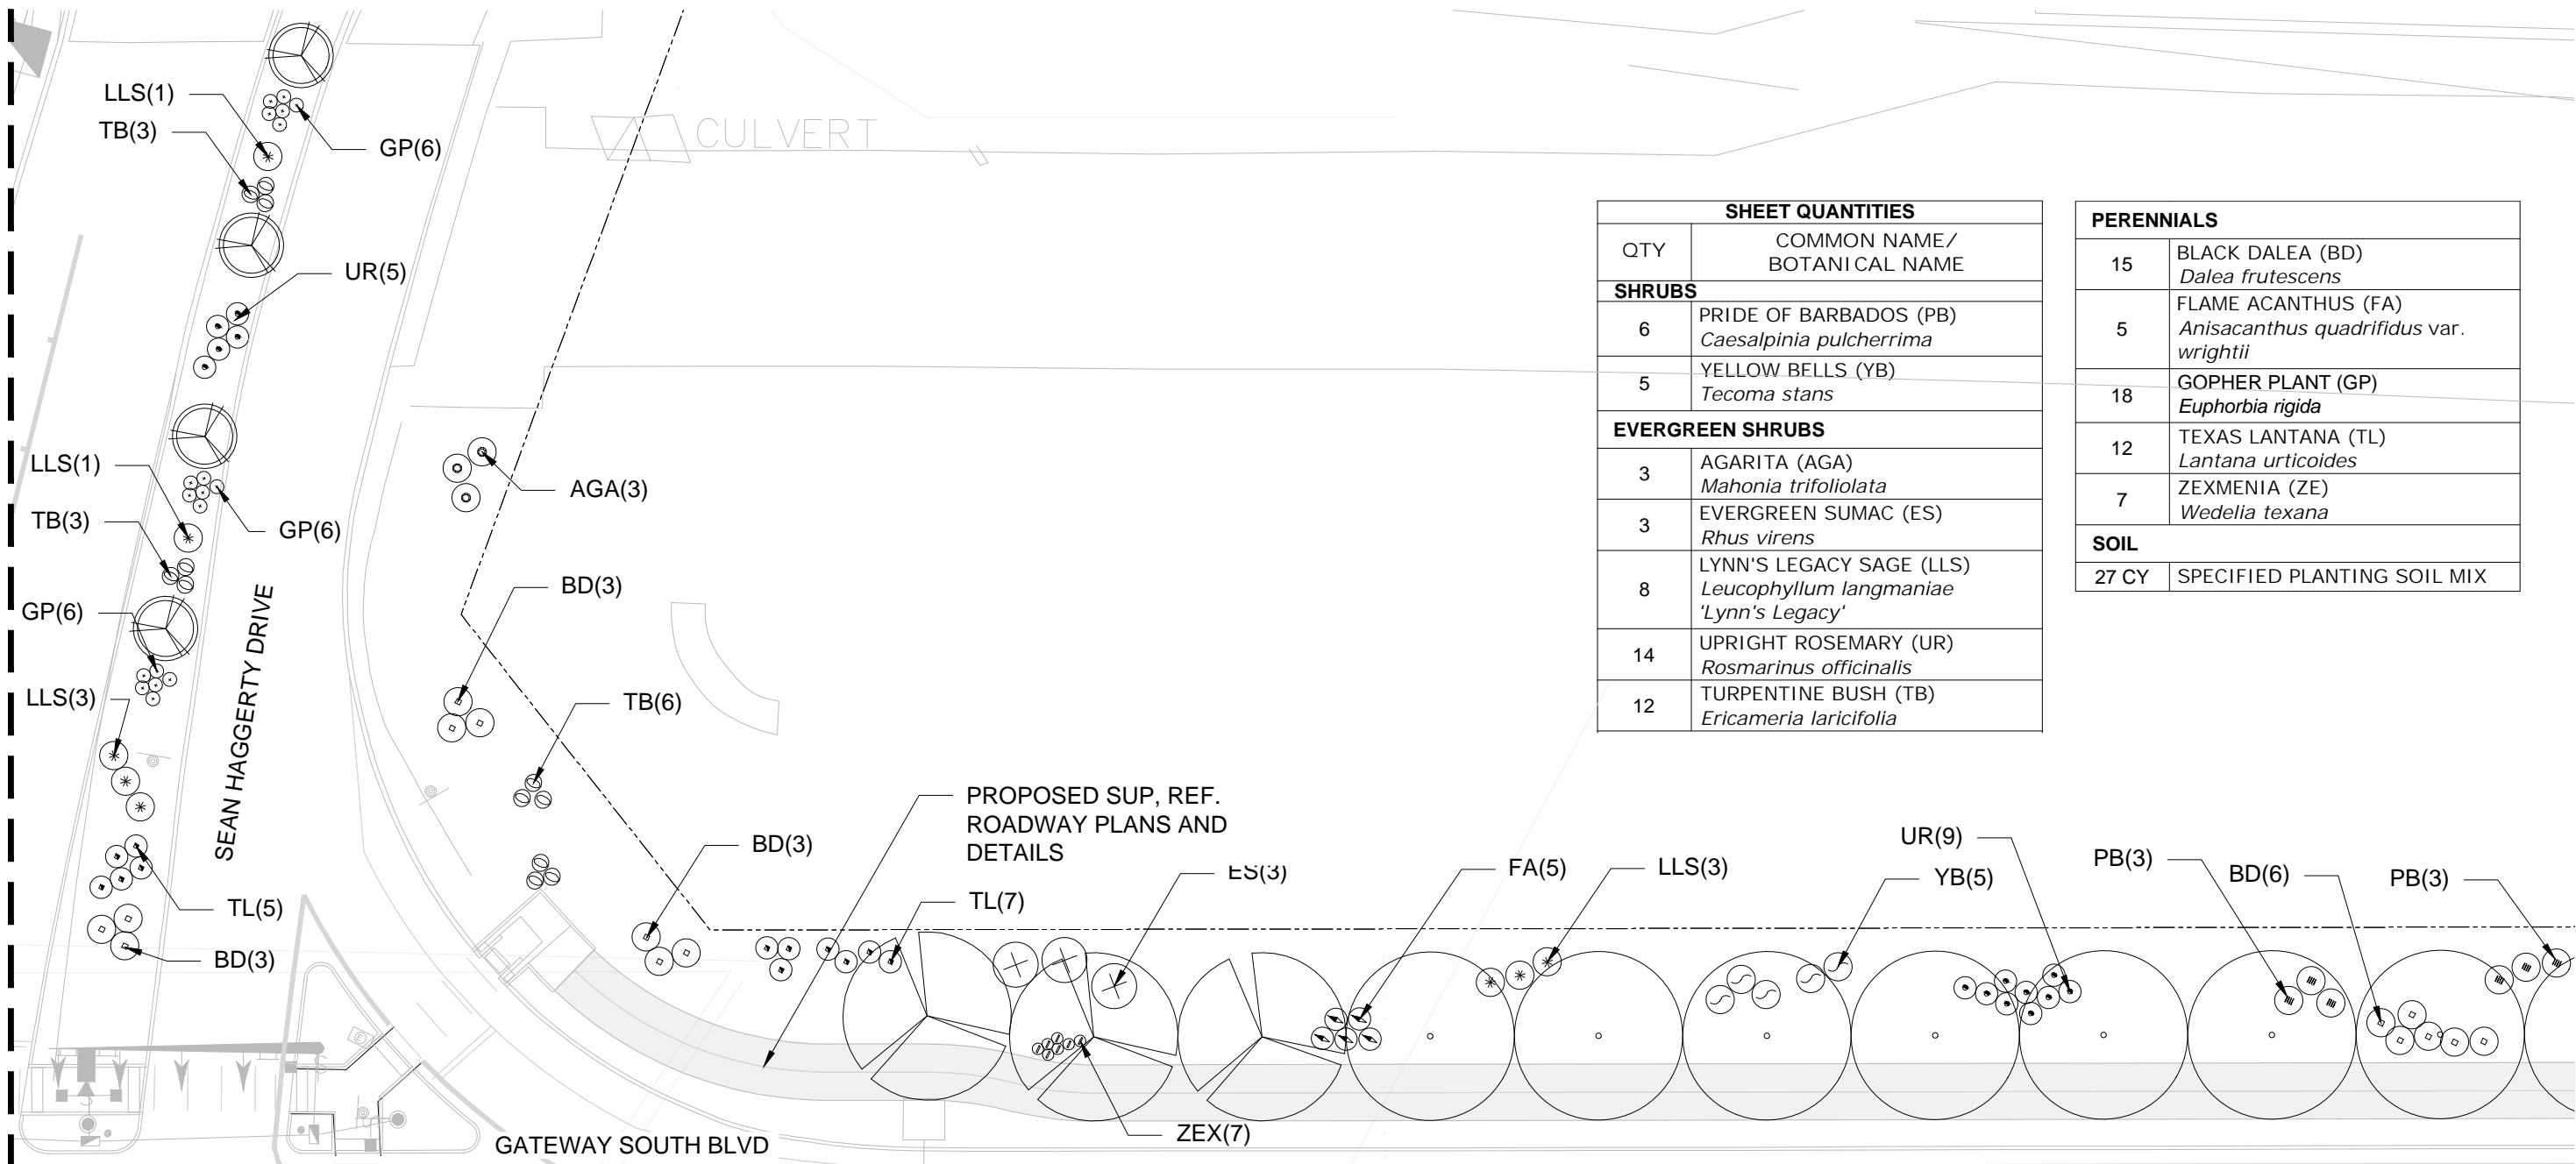 LLS(1)
TB(3)
GP(6)
CULVERT
UR(5)
LLS(1)
TB(3)
GP(6)
AGA(3)
GP(6)
BD(3)
SEAN HAGGERTY DRIVE
LLS(3)
TB(6)
TL(5)
BD(3)
BD(3)
PROPOSED SUP, REF.
ROADWAY PLANS AND
DETAILS
TL(7)
ES(3)
FA(5)
LLS(3)
UR(9)
YB(5)
PB(3)
BD(6)
PB(3)
ZEX(7)
GATEWAY SOUTH BLVD
SHEET QUANTITIES
QTY
COMMON NAME/
BOTANICAL NAME
SHRUBS
6 PRIDE OF BARBADOS (PB)
Caesalpinia pulcherrima
5 YELLOW BELLS (YB)
Tecoma stans
EVERGREEN SHRUBS
3 AGARITA (AGA)
Mahonia trifoliolata
3 EVERGREEN SUMAC (ES)
Rhus virens
8 LYNN'S LEGACY SAGE (LLS)
Leucophyllum langmaniae
'Lynn's Legacy'
14 UPRIGHT ROSEMARY (UR)
Rosmarinus officinalis
12 TURPENTINE BUSH (TB)
Ericameria laricifolia
PERENNIALS
15 BLACK DALEA (BD)
Dalea frutescens
5 FLAME ACANTHUS (FA)
Anisacanthus quadrifidus var.
wrightii
18 GOPHER PLANT (GP)
Euphorbia rigida
12 TEXAS LANTANA (TL)
Lantana urticoides
7 ZEXMENIA (ZE)
Wedelia texana
SOIL
27 CY SPECIFIED PLANTING SOIL MIX